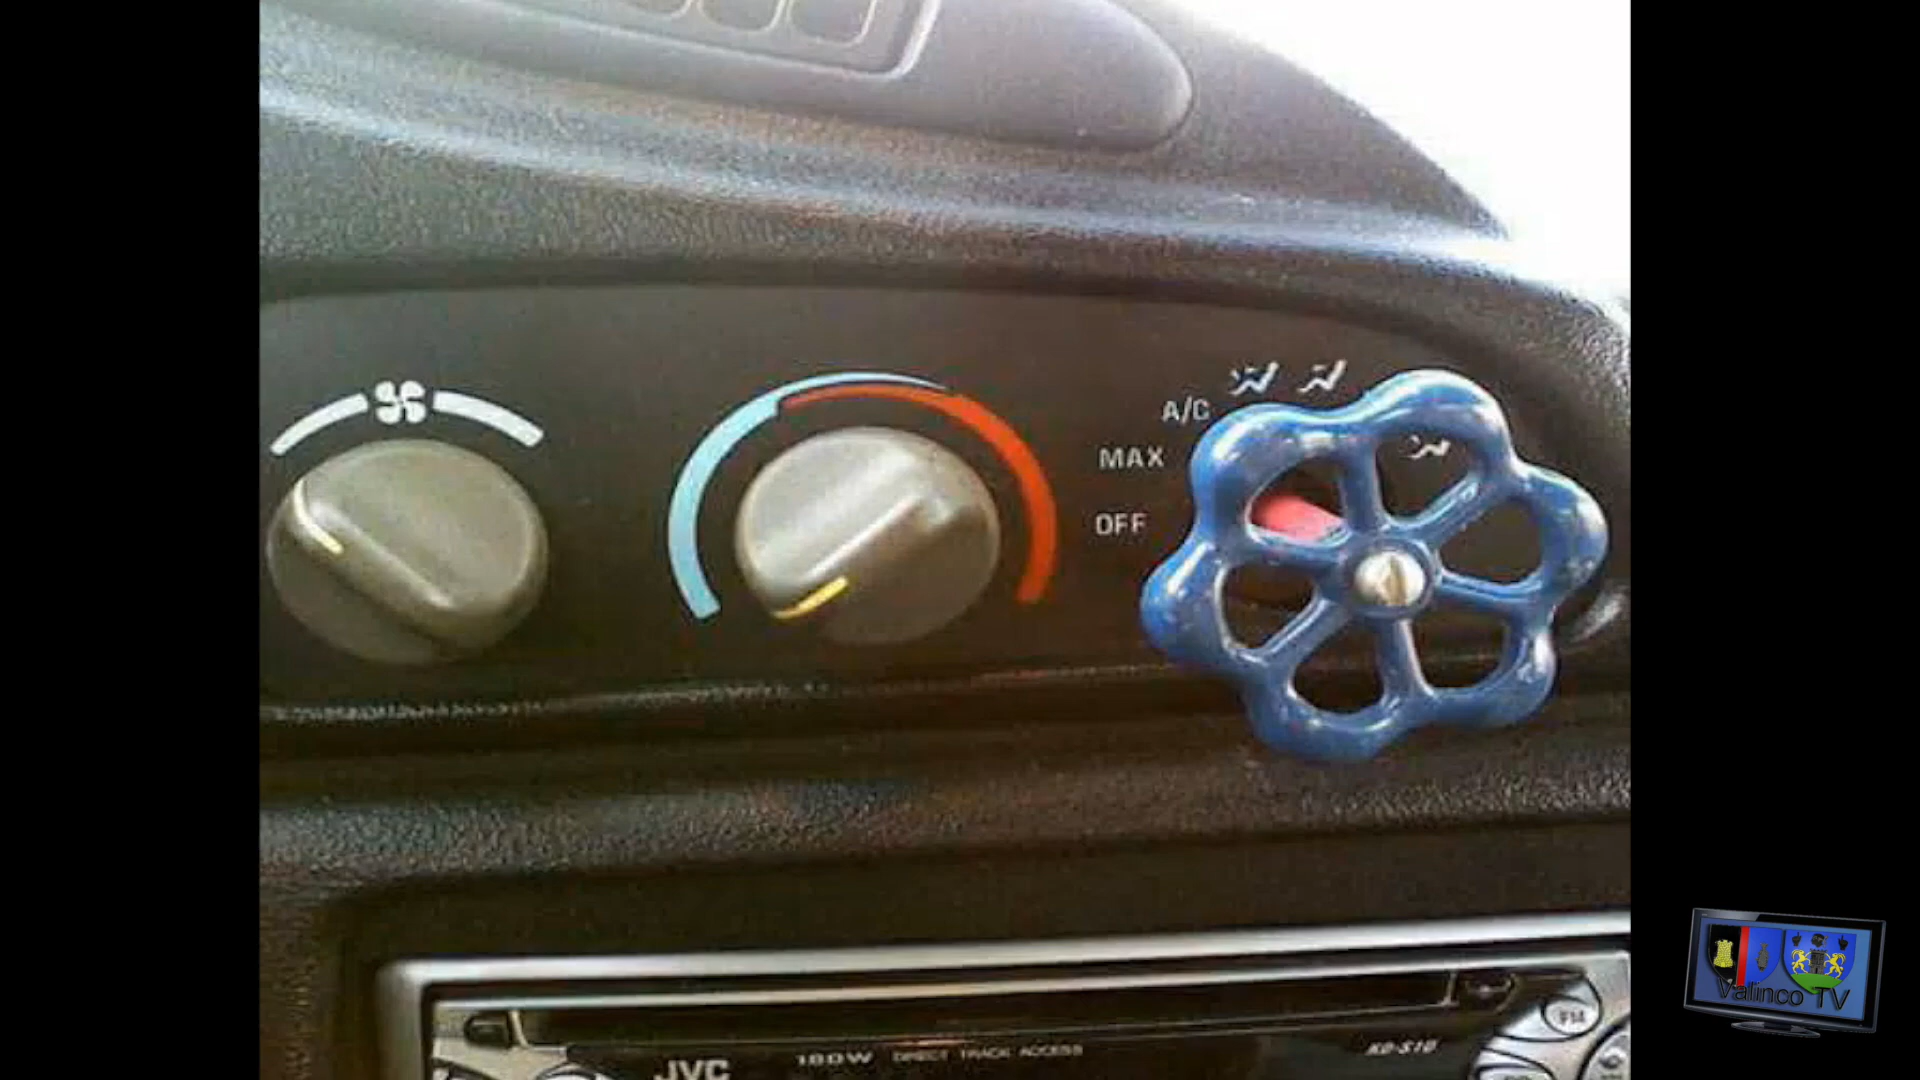 A/C
MAX
OFF
JVC
180W DIRECT TRACK ACCESS
KD-S10
Valinco TV